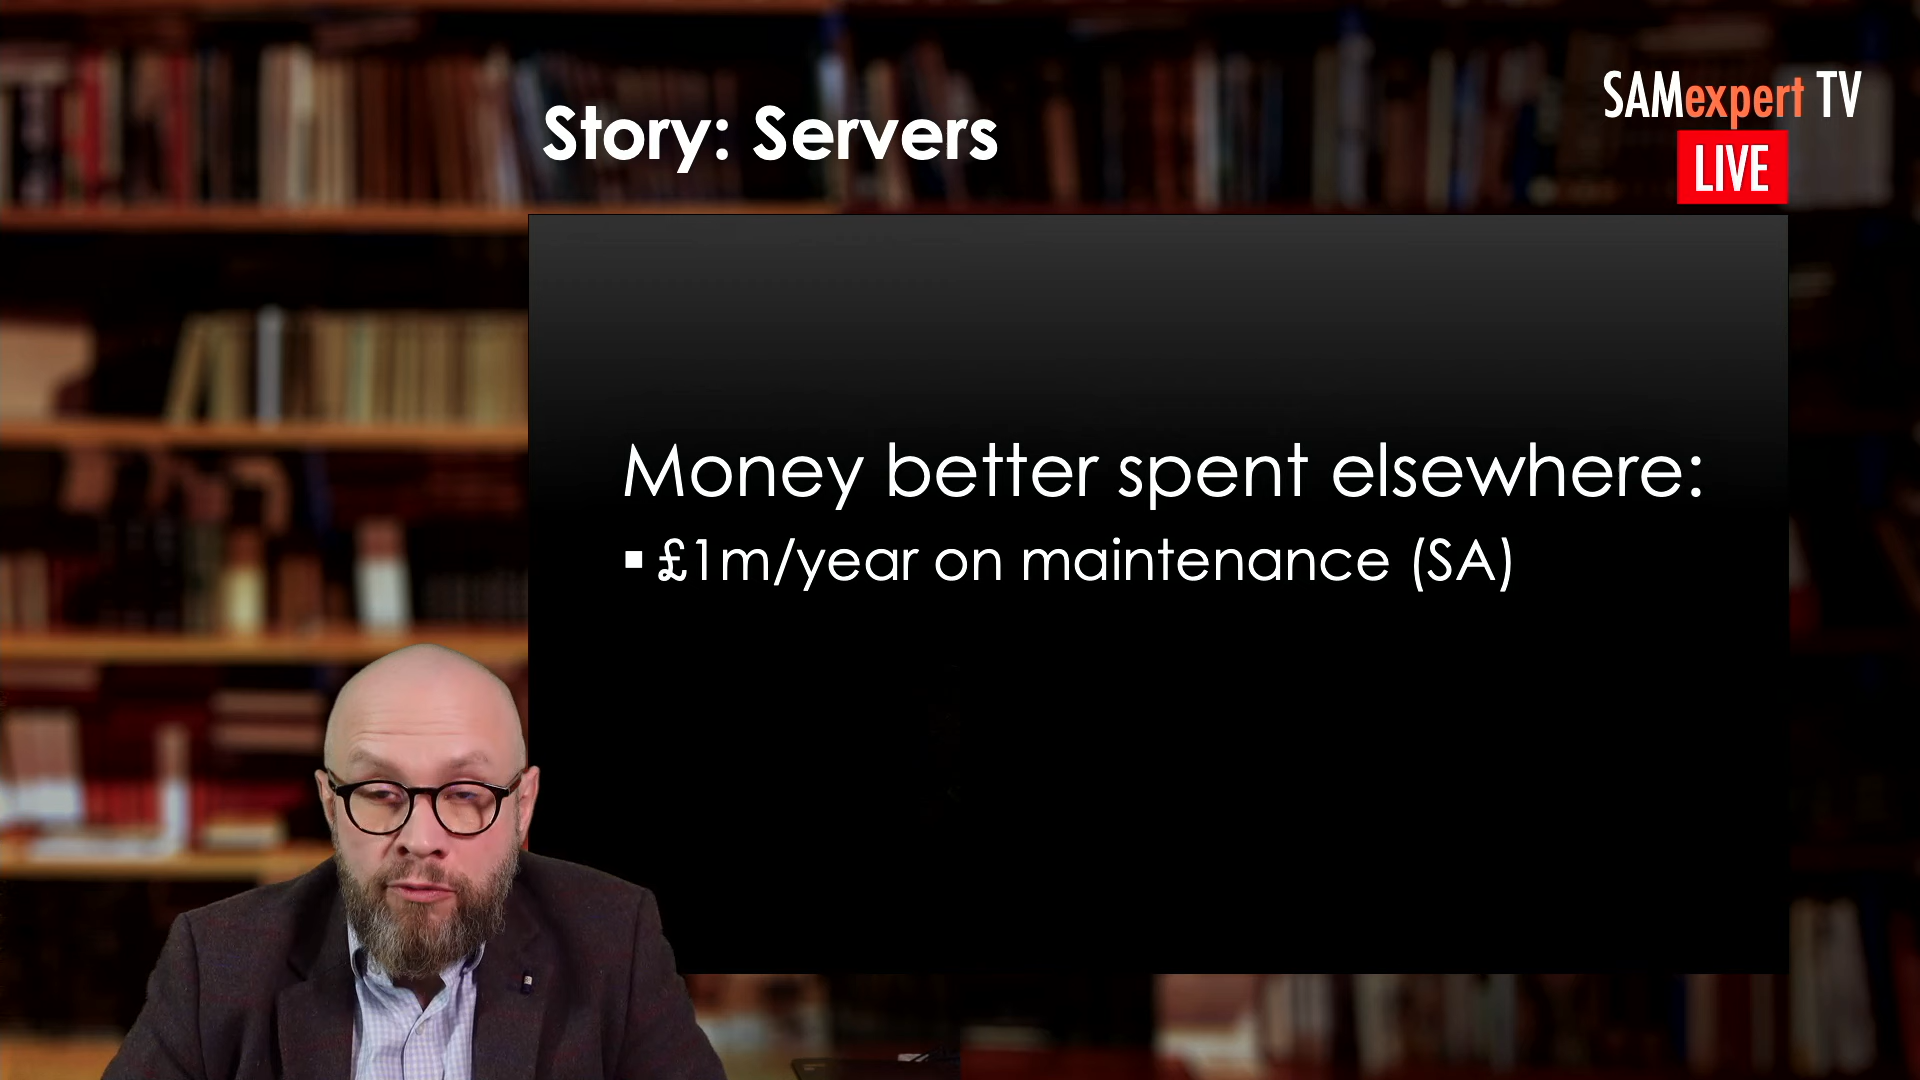 Story: Servers
SAMexpert TV
LIVE
Money better spent elsewhere:
▪ £1m/year on maintenance (SA)